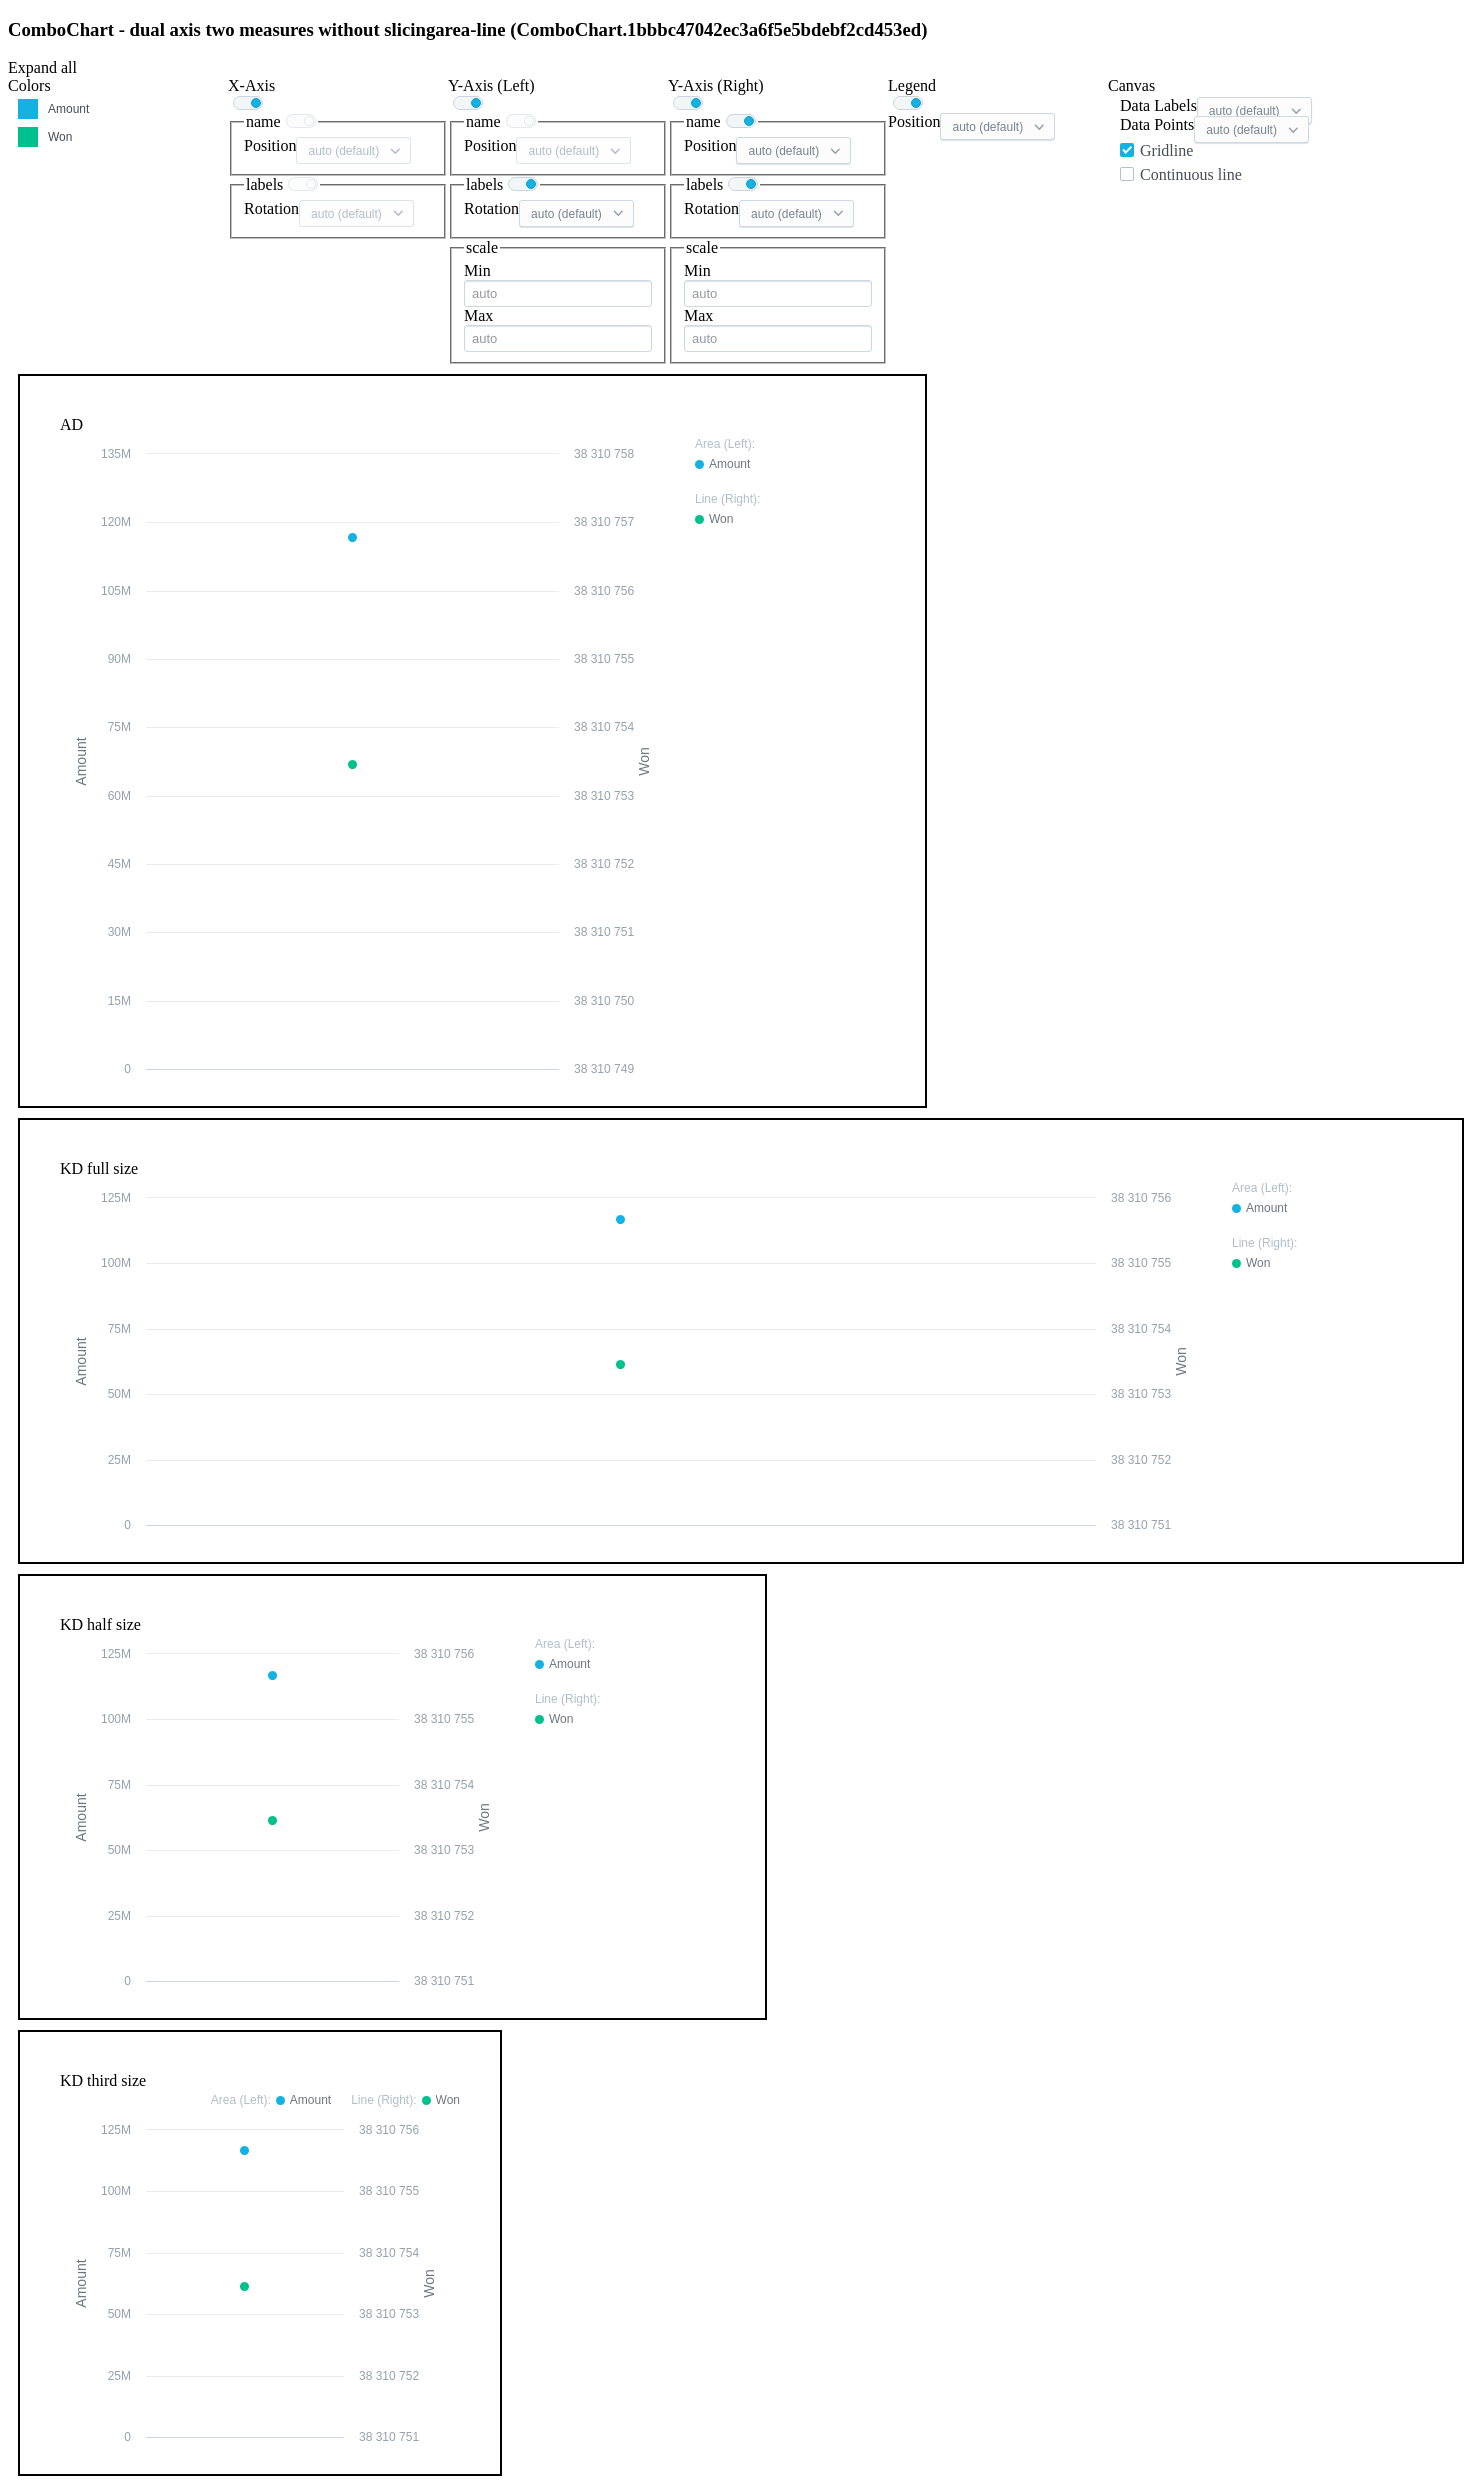 ComboChart - dual axis two measures without slicingarea-line (ComboChart.1bbbc47042ec3a6f5e5bdebf2cd453ed)
Expand all
Colors
Amount
Won
X-Axis
name
Position auto (default)
labels
Rotation auto (default)
Y-Axis (Left)
name
Position auto (default)
labels
Rotation auto (default)
scale
Min
auto
Max
auto
Y-Axis (Right)
name
Position auto (default)
labels
Rotation auto (default)
scale
Min
auto
Max
auto
Legend
Position auto (default)
Canvas
Data Labels auto (default)
Data Points auto (default)
Gridline
Continuous line
AD
135M 38 310 758
120M 38 310 757
105M 38 310 756
90M 38 310 755
75M 38 310 754
60M 38 310 753
45M 38 310 752
30M 38 310 751
15M 38 310 750
0 38 310 749
Amount
Won
Area (Left):
Amount
Line (Right):
Won
KD full size
125M 38 310 756
100M 38 310 755
75M 38 310 754
50M 38 310 753
25M 38 310 752
0 38 310 751
Amount
Won
Area (Left):
Amount
Line (Right):
Won
KD half size
125M 38 310 756
100M 38 310 755
75M 38 310 754
50M 38 310 753
25M 38 310 752
0 38 310 751
Amount
Won
Area (Left):
Amount
Line (Right):
Won
KD third size
Area (Left): Amount Line (Right): Won
125M 38 310 756
100M 38 310 755
75M 38 310 754
50M 38 310 753
25M 38 310 752
0 38 310 751
Amount
Won